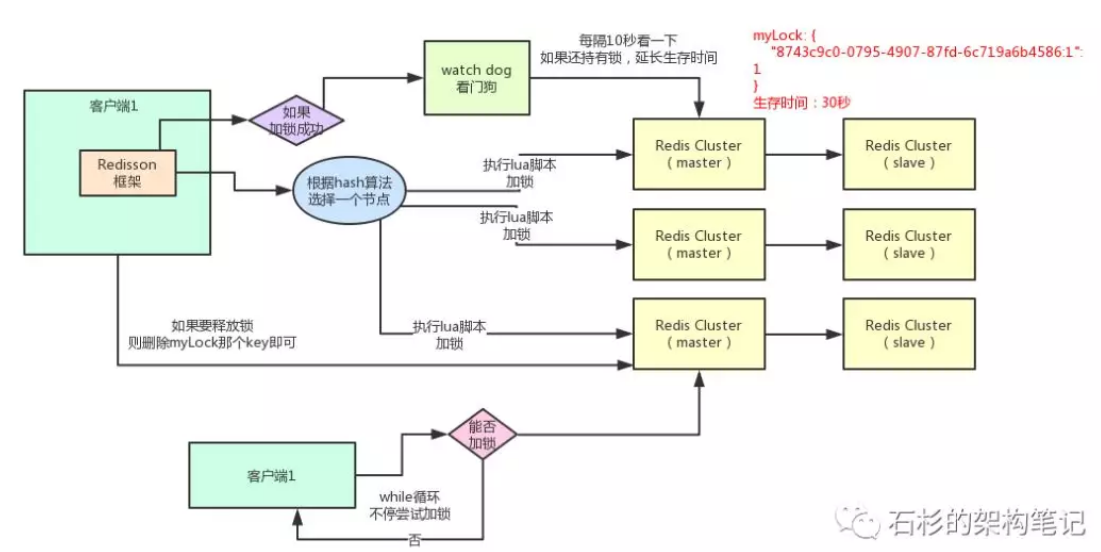 每隔10秒看一下
如果还持有锁，延长生存时间
myLock: {
"8743c9c0-0795-4907-87fd-6c719a6b4586:1":
1
}
生存时间：30秒
watch dog
看门狗
客户端1
如果
加锁成功
Redisson
框架
根据hash算法
选择一个节点
执行lua脚本
加锁
Redis Cluster
（master）
Redis Cluster
（slave）
执行lua脚本
加锁
Redis Cluster
（master）
Redis Cluster
（slave）
如果要释放锁
则删除myLock那个key即可
执行lua脚本
加锁
Redis Cluster
（master）
Redis Cluster
（slave）
能否
加锁
客户端1
while循环
不停尝试加锁
否
石杉的架构笔记